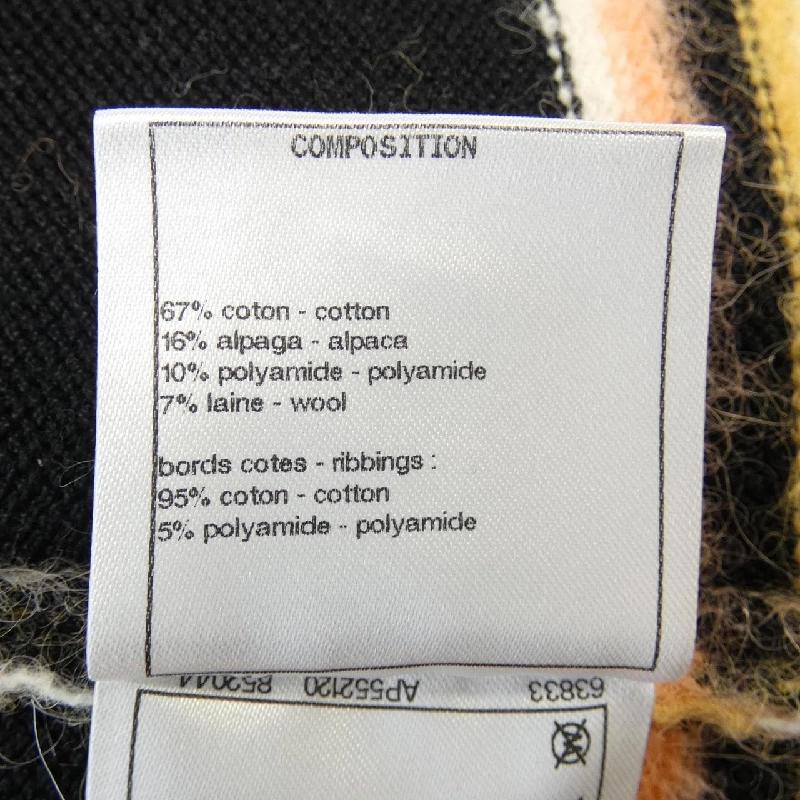 COMPOSITION
67% coton - cotton
16% alpaga - alpaca
10% polyamide - polyamide
7% laine - wool
bords cotes - ribbings :
95% coton - cotton
5% polyamide - polyamide
63833 AP552120